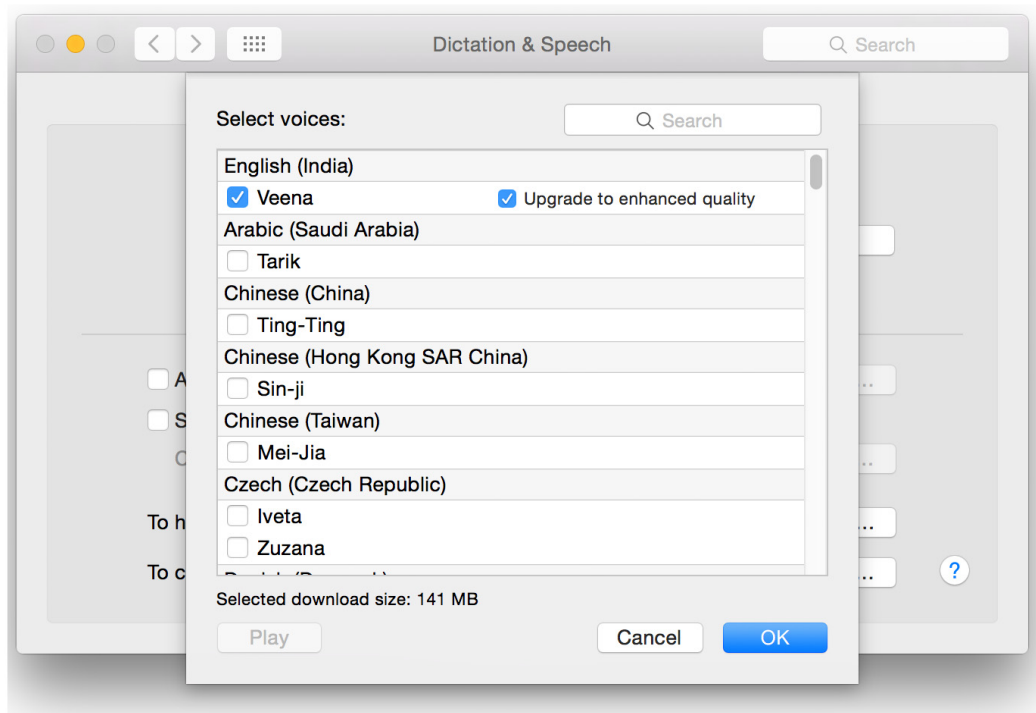 Dictation & Speech
Search
Select voices:
Search
English (India)
Veena
Upgrade to enhanced quality
Arabic (Saudi Arabia)
Tarik
Chinese (China)
Ting-Ting
Chinese (Hong Kong SAR China)
Sin-ji
Chinese (Taiwan)
Mei-Jia
Czech (Czech Republic)
Iveta
Zuzana
Selected download size: 141 MB
Play
Cancel
OK
A
S
C
To h
To c
?